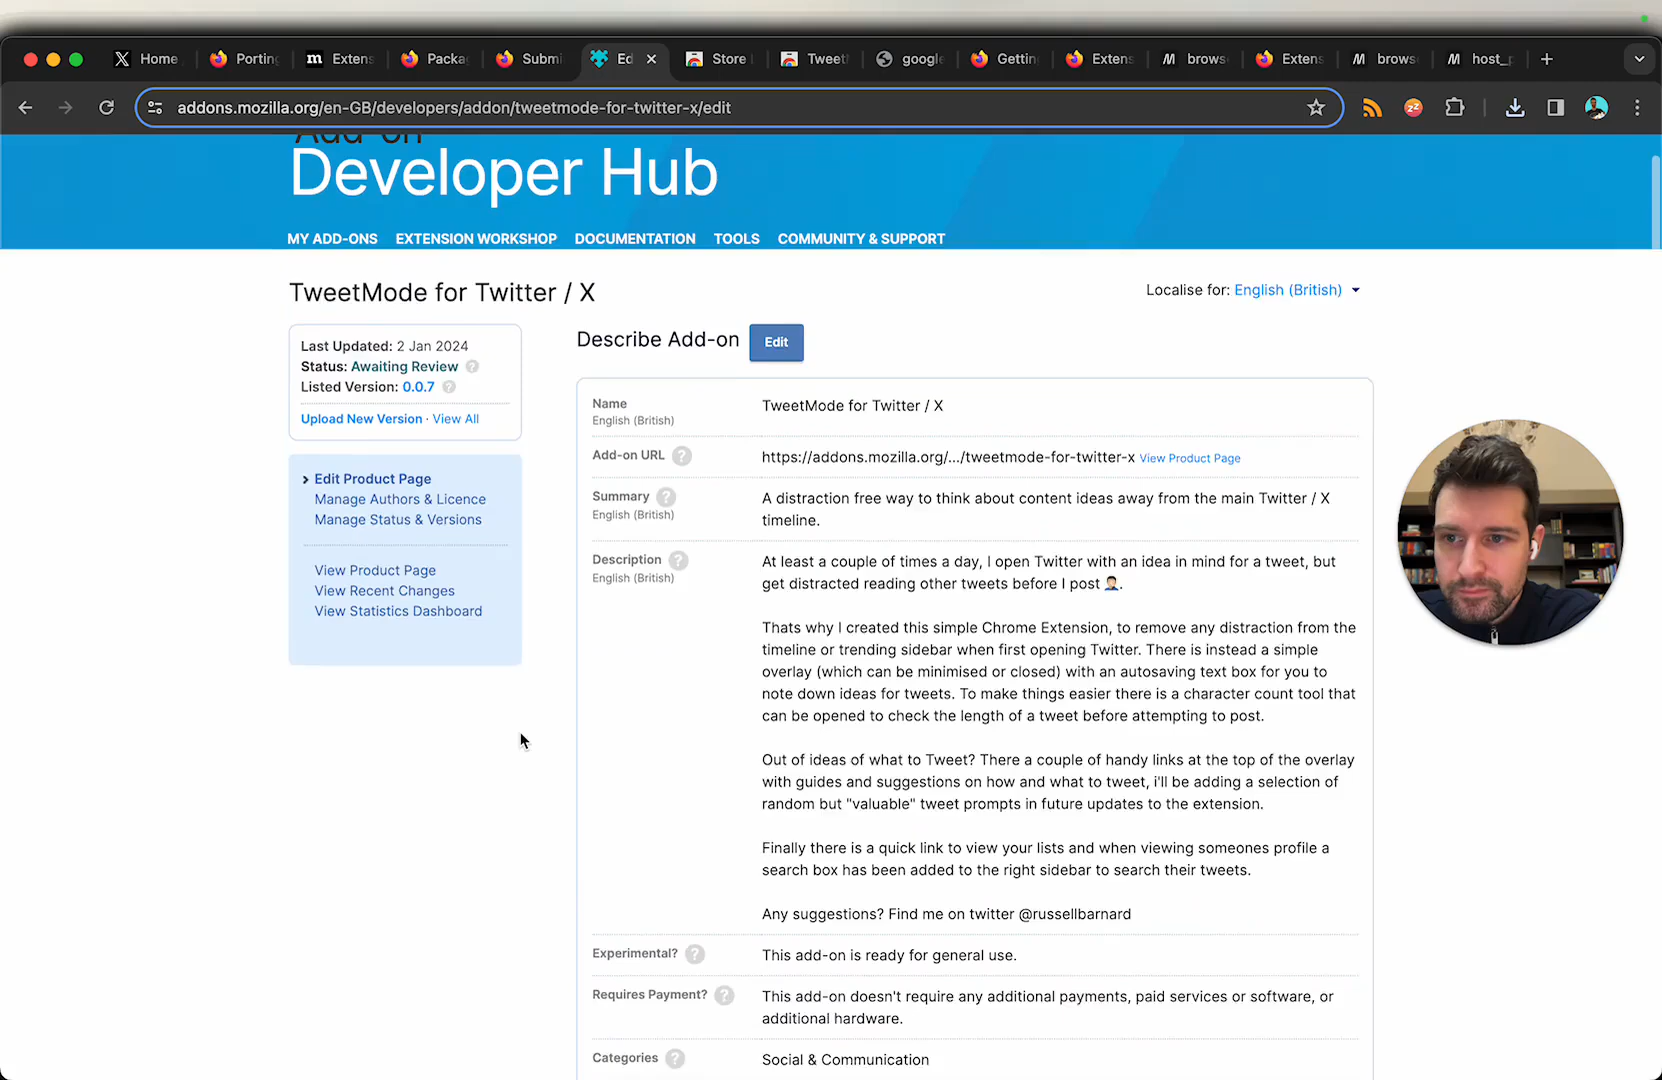 Home
Porting
Extens
Packa
Submi
Ed
Store
Tweet
google
Gettin
Extens
brows
Extens
brows
host_p
addons.mozilla.org/en-GB/developers/addon/tweetmode-for-twitter-x/edit
Add-on
Developer Hub
MY ADD-ONS EXTENSION WORKSHOP DOCUMENTATION TOOLS COMMUNITY & SUPPORT
TweetMode for Twitter / X
Localise for: English (British)
Last Updated: 2 Jan 2024
Status: Awaiting Review ?
Listed Version: 0.0.7 ?
Upload New Version · View All
Edit Product Page
Manage Authors & Licence
Manage Status & Versions
View Product Page
View Recent Changes
View Statistics Dashboard
Describe Add-on Edit
Name
English (British)
TweetMode for Twitter / X
Add-on URL ?
https://addons.mozilla.org/.../tweetmode-for-twitter-x View Product Page
Summary ?
English (British)
A distraction free way to think about content ideas away from the main Twitter / X
timeline.
Description ?
English (British)
At least a couple of times a day, I open Twitter with an idea in mind for a tweet, but
get distracted reading other tweets before I post 🤦🏻‍♂️.
Thats why I created this simple Chrome Extension, to remove any distraction from the
timeline or trending sidebar when first opening Twitter. There is instead a simple
overlay (which can be minimised or closed) with an autosaving text box for you to
note down ideas for tweets. To make things easier there is a character count tool that
can be opened to check the length of a tweet before attempting to post.
Out of ideas of what to Tweet? There a couple of handy links at the top of the overlay
with guides and suggestions on how and what to tweet, i'll be adding a selection of
random but "valuable" tweet prompts in future updates to the extension.
Finally there is a quick link to view your lists and when viewing someones profile a
search box has been added to the right sidebar to search their tweets.
Any suggestions? Find me on twitter @russellbarnard
Experimental? ?
This add-on is ready for general use.
Requires Payment? ?
This add-on doesn't require any additional payments, paid services or software, or
additional hardware.
Categories ?
Social & Communication